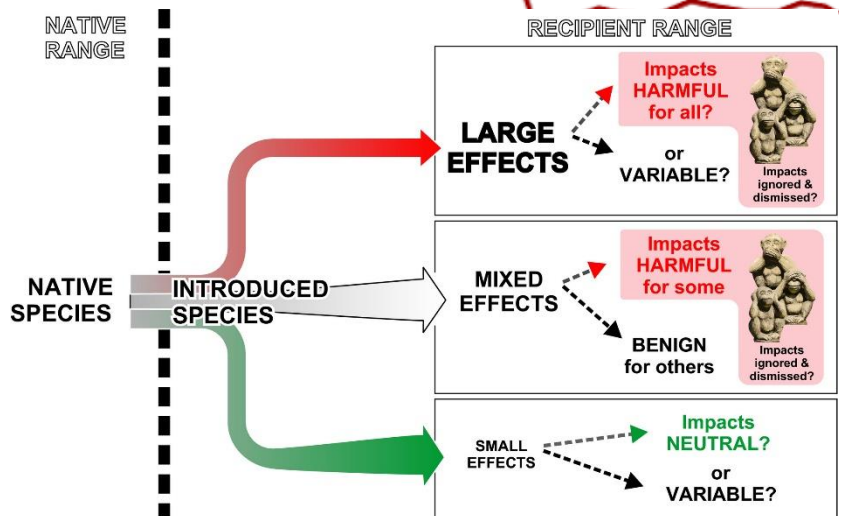 NATIVE
RANGE
RECIPIENT RANGE
NATIVE
SPECIES
INTRODUCED
SPECIES
LARGE
EFFECTS
Impacts
HARMFUL
for all?
or
VARIABLE?
Impacts
ignored &
dismissed?
MIXED
EFFECTS
Impacts
HARMFUL
for some
BENIGN
for others
Impacts
ignored &
dismissed?
SMALL
EFFECTS
Impacts
NEUTRAL?
or
VARIABLE?